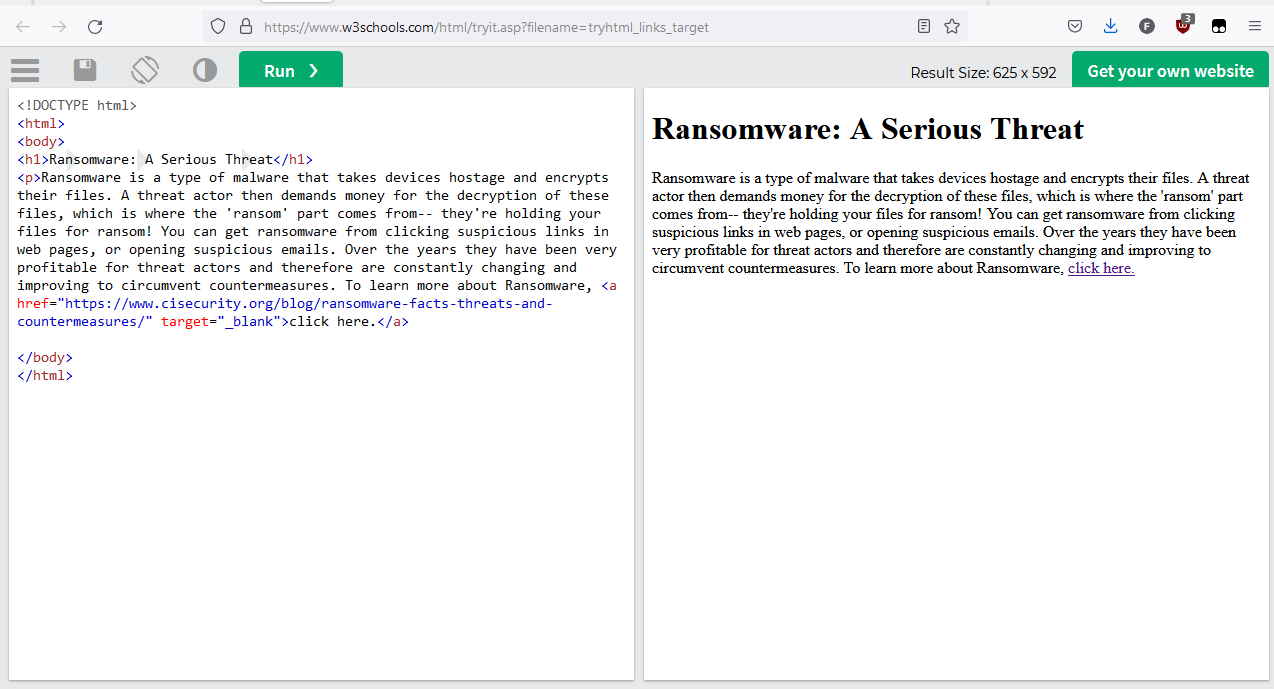 https://www.w3schools.com/html/tryit.asp?filename=tryhtml_links_target
F
3
Run ❯
Result Size: 625 x 592
Get your own website
<!DOCTYPE html>
<html>
<body>
<h1>Ransomware: A Serious Threat</h1>
<p>Ransomware is a type of malware that takes devices hostage and encrypts
their files. A threat actor then demands money for the decryption of these
files, which is where the 'ransom' part comes from-- they're holding your
files for ransom! You can get ransomware from clicking suspicious links in
web pages, or opening suspicious emails. Over the years they have been very
profitable for threat actors and therefore are constantly changing and
improving to circumvent countermeasures. To learn more about Ransomware, <a
href="https://www.cisecurity.org/blog/ransomware-facts-threats-and-
countermeasures/" target="_blank">click here.</a>
</body>
</html>
Ransomware: A Serious Threat
Ransomware is a type of malware that takes devices hostage and encrypts their files. A threat
actor then demands money for the decryption of these files, which is where the 'ransom' part
comes from-- they're holding your files for ransom! You can get ransomware from clicking
suspicious links in web pages, or opening suspicious emails. Over the years they have been
very profitable for threat actors and therefore are constantly changing and improving to
circumvent countermeasures. To learn more about Ransomware, click here.